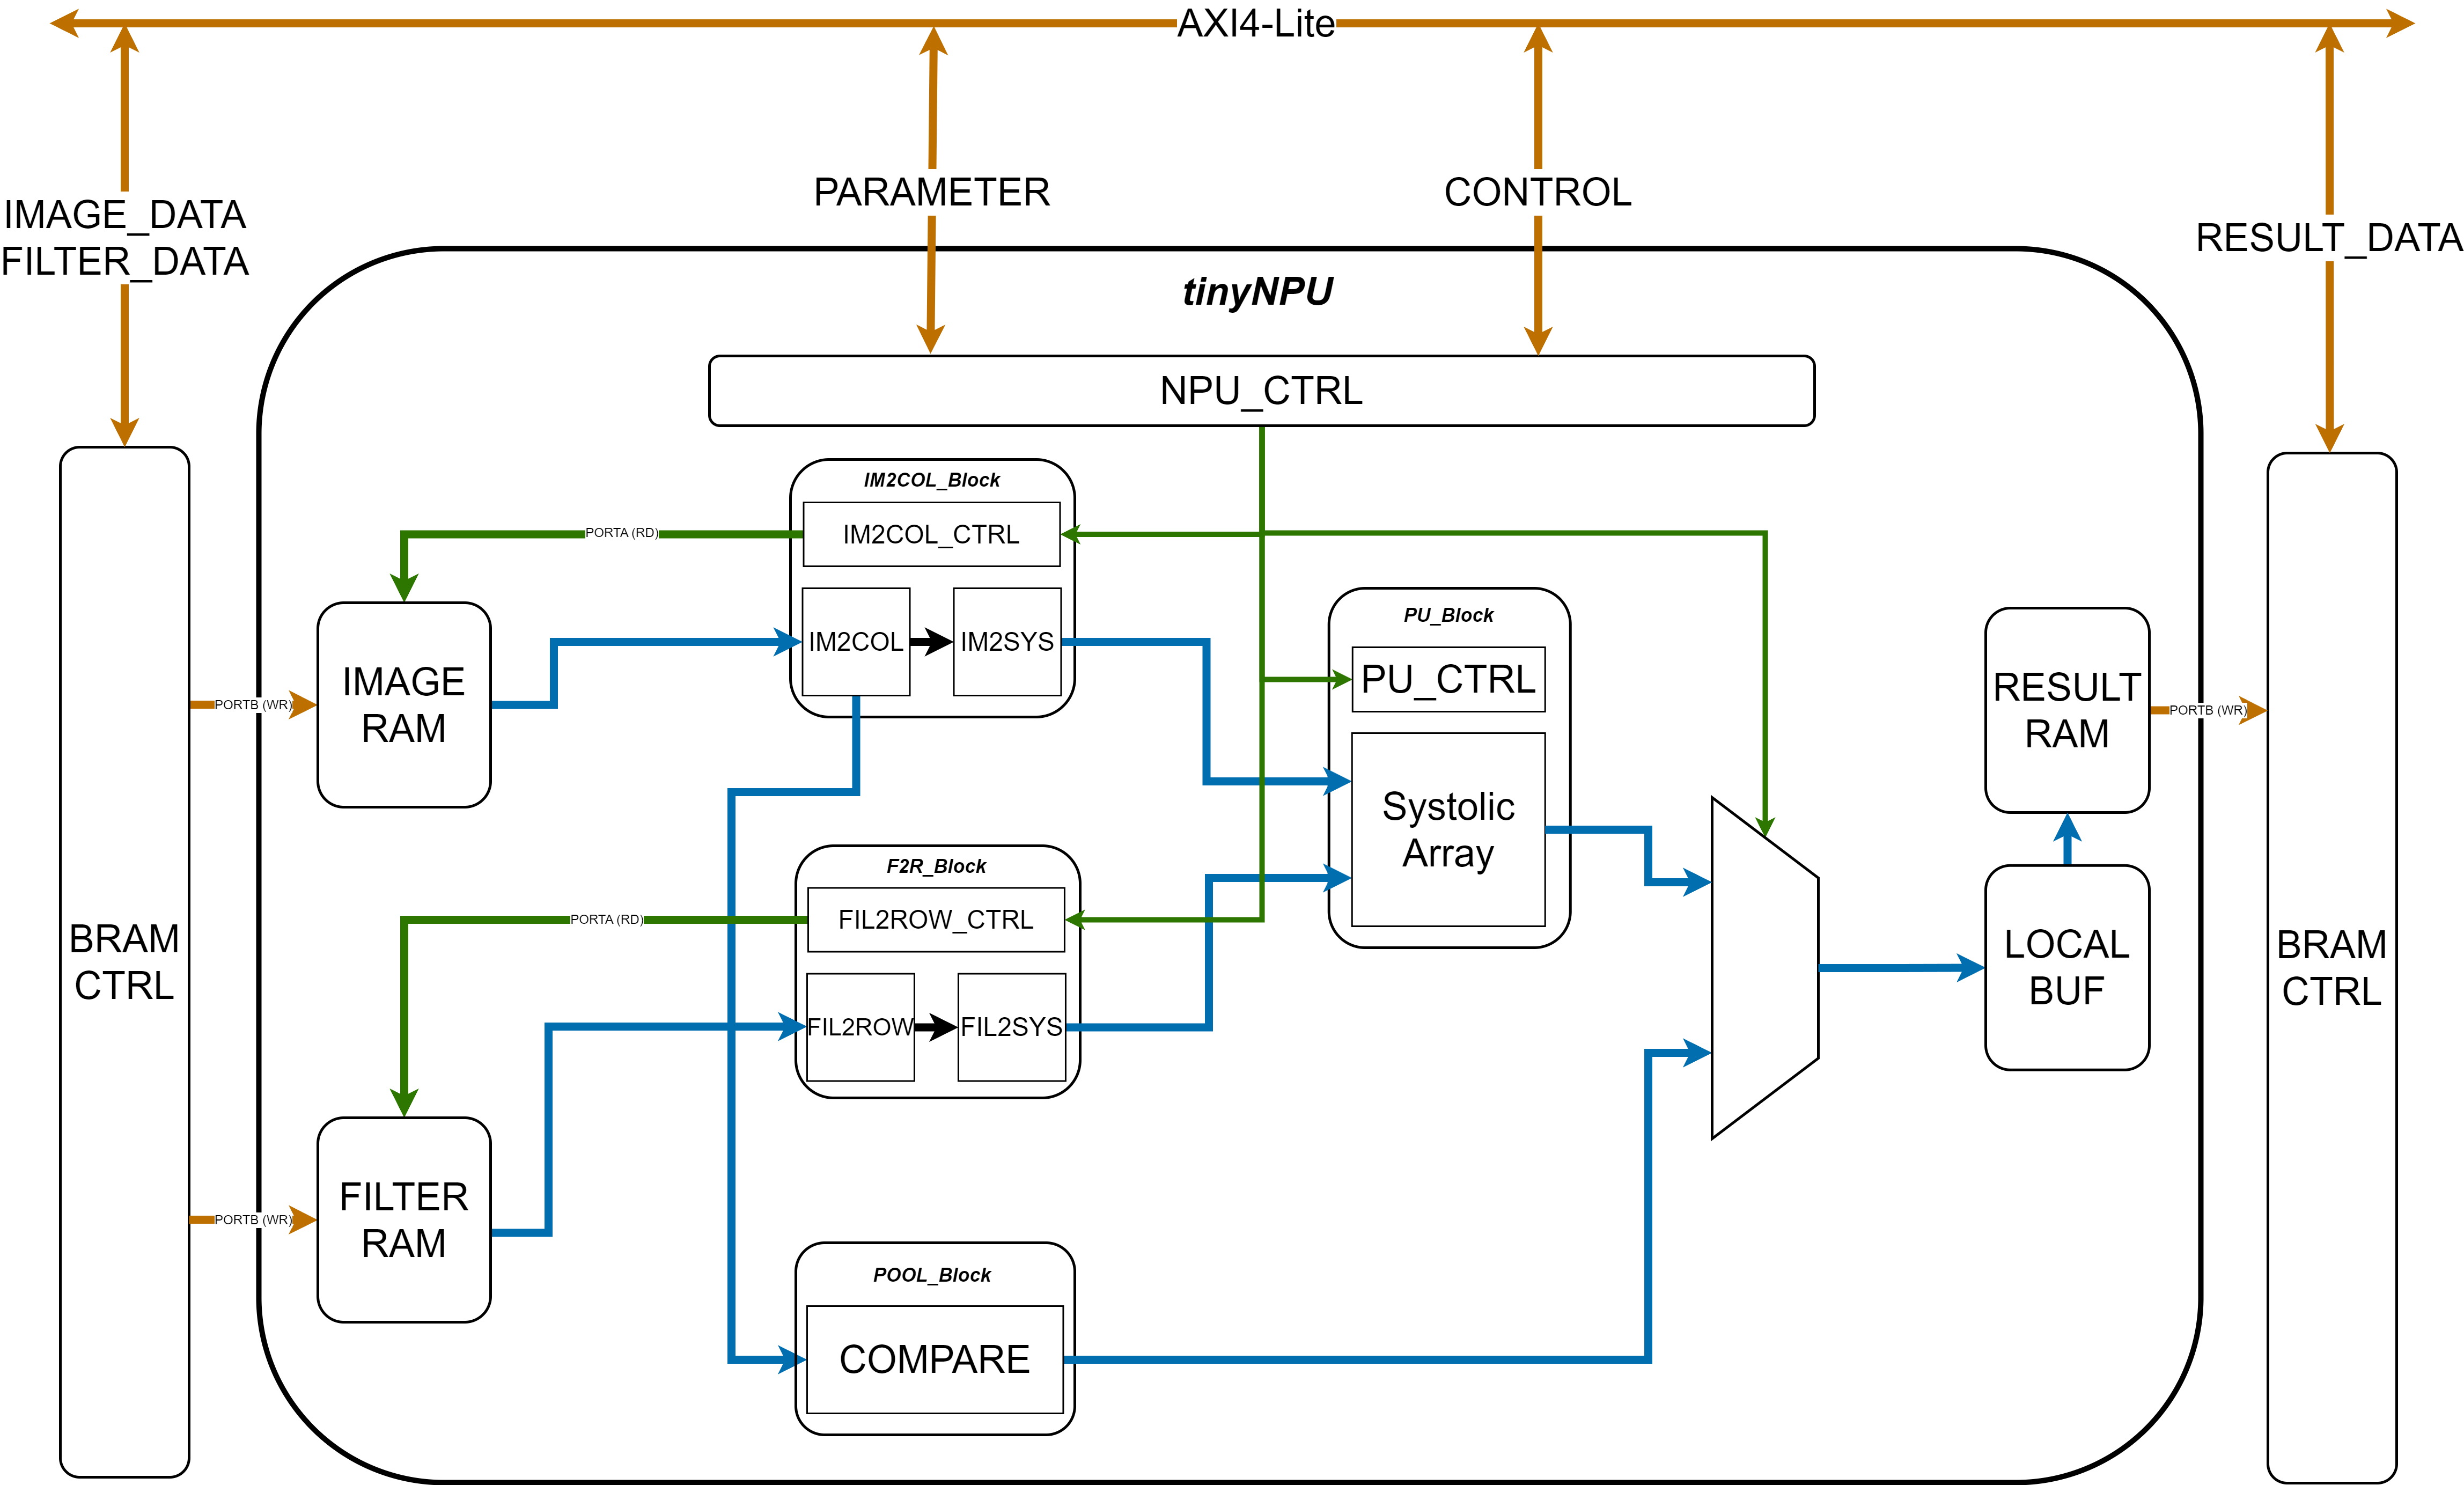 AXI4-Lite
IMAGE_DATA
FILTER_DATA
PARAMETER
CONTROL
RESULT_DATA
tinyNPU
NPU_CTRL
IM2COL_Block
IM2COL_CTRL
PORTA (RD)
IM2COL
IM2SYS
PU_Block
PU_CTRL
IMAGE
RAM
PORTB (WR)
RESULT
RAM
PORTB (WR)
Systolic
Array
F2R_Block
FIL2ROW_CTRL
PORTA (RD)
BRAM
CTRL
LOCAL
BUF
BRAM
CTRL
FIL2ROW
FIL2SYS
FILTER
RAM
PORTB (WR)
POOL_Block
COMPARE